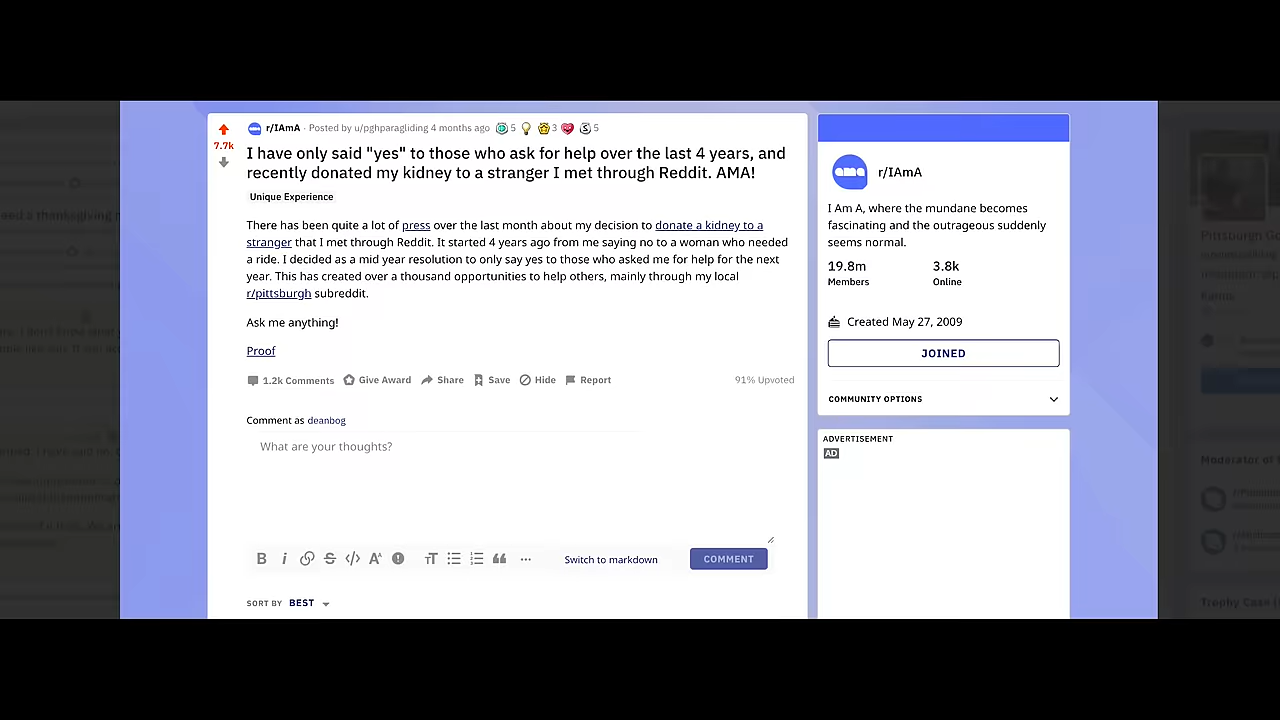 r/IAmA · Posted by u/pghparagliding 4 months ago 5 3 5
7.7k
I have only said "yes" to those who ask for help over the last 4 years, and
recently donated my kidney to a stranger I met through Reddit. AMA!
Unique Experience
There has been quite a lot of press over the last month about my decision to donate a kidney to a
stranger that I met through Reddit. It started 4 years ago from me saying no to a woman who needed
a ride. I decided as a mid year resolution to only say yes to those who asked me for help for the next
year. This has created over a thousand opportunities to help others, mainly through my local
r/pittsburgh subreddit.
Ask me anything!
Proof
1.2k Comments Give Award Share Save Hide Report 91% Upvoted
Comment as deanbog
What are your thoughts?
B i S </> A TT ... Switch to markdown COMMENT
SORT BY BEST
ama r/IAmA
I Am A, where the mundane becomes
fascinating and the outrageous suddenly
seems normal.
19.8m 3.8k
Members Online
Created May 27, 2009
JOINED
COMMUNITY OPTIONS
ADVERTISEMENT
AD
Pittsburgh
Karma
Moderator of
Trophy Case